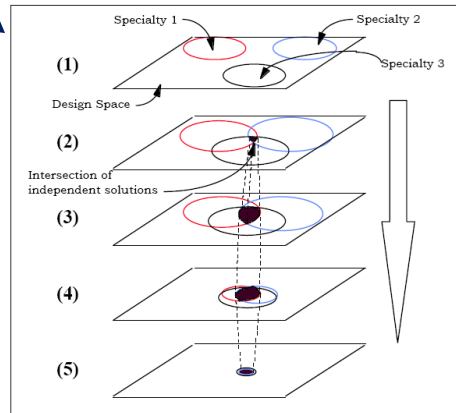 A
Specialty 1
Specialty 2
(1)
Specialty 3
Design Space
(2)
Intersection of
independent solutions
(3)
(4)
(5)